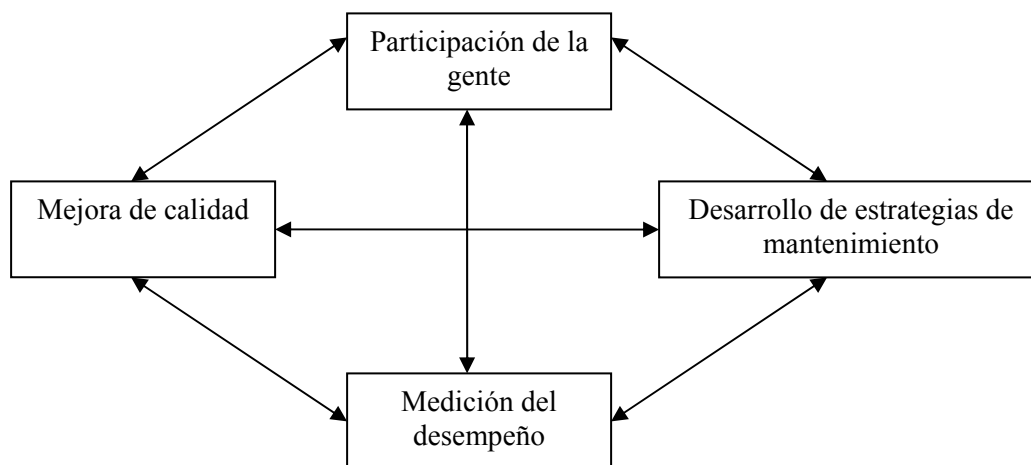 Participación de la
gente
Mejora de calidad
Desarrollo de estrategias de
mantenimiento
Medición del
desempeño